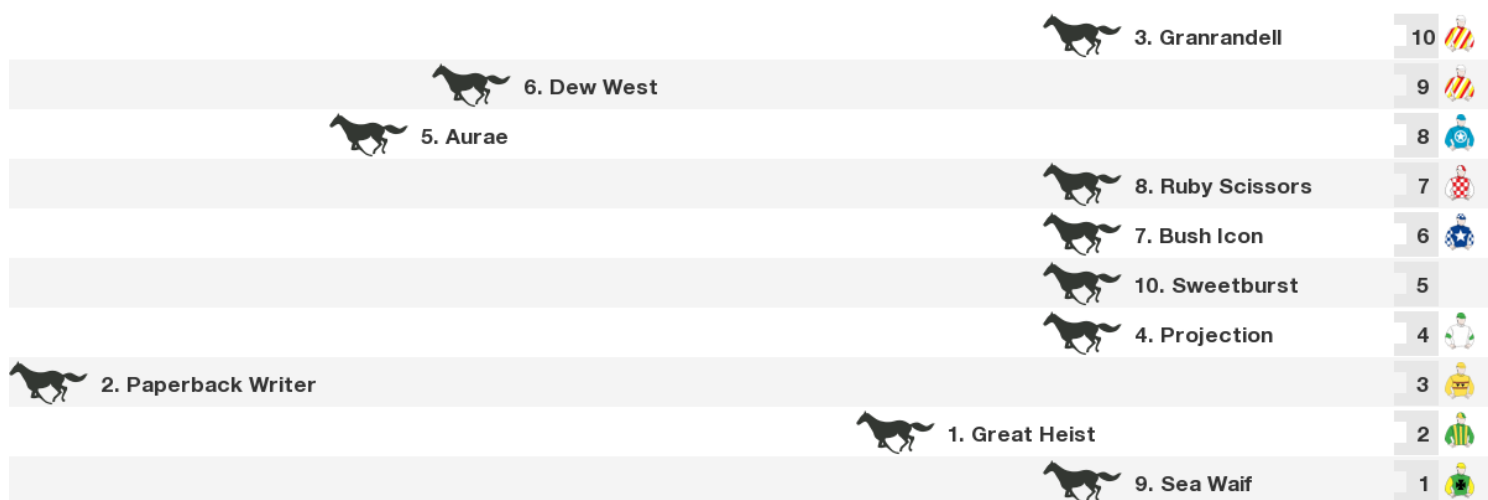 3. Granrandell 10
6. Dew West 9
5. Aurae 8
8. Ruby Scissors 7
7. Bush Icon 6
10. Sweetburst 5
4. Projection 4
2. Paperback Writer 3
1. Great Heist 2
9. Sea Waif 1